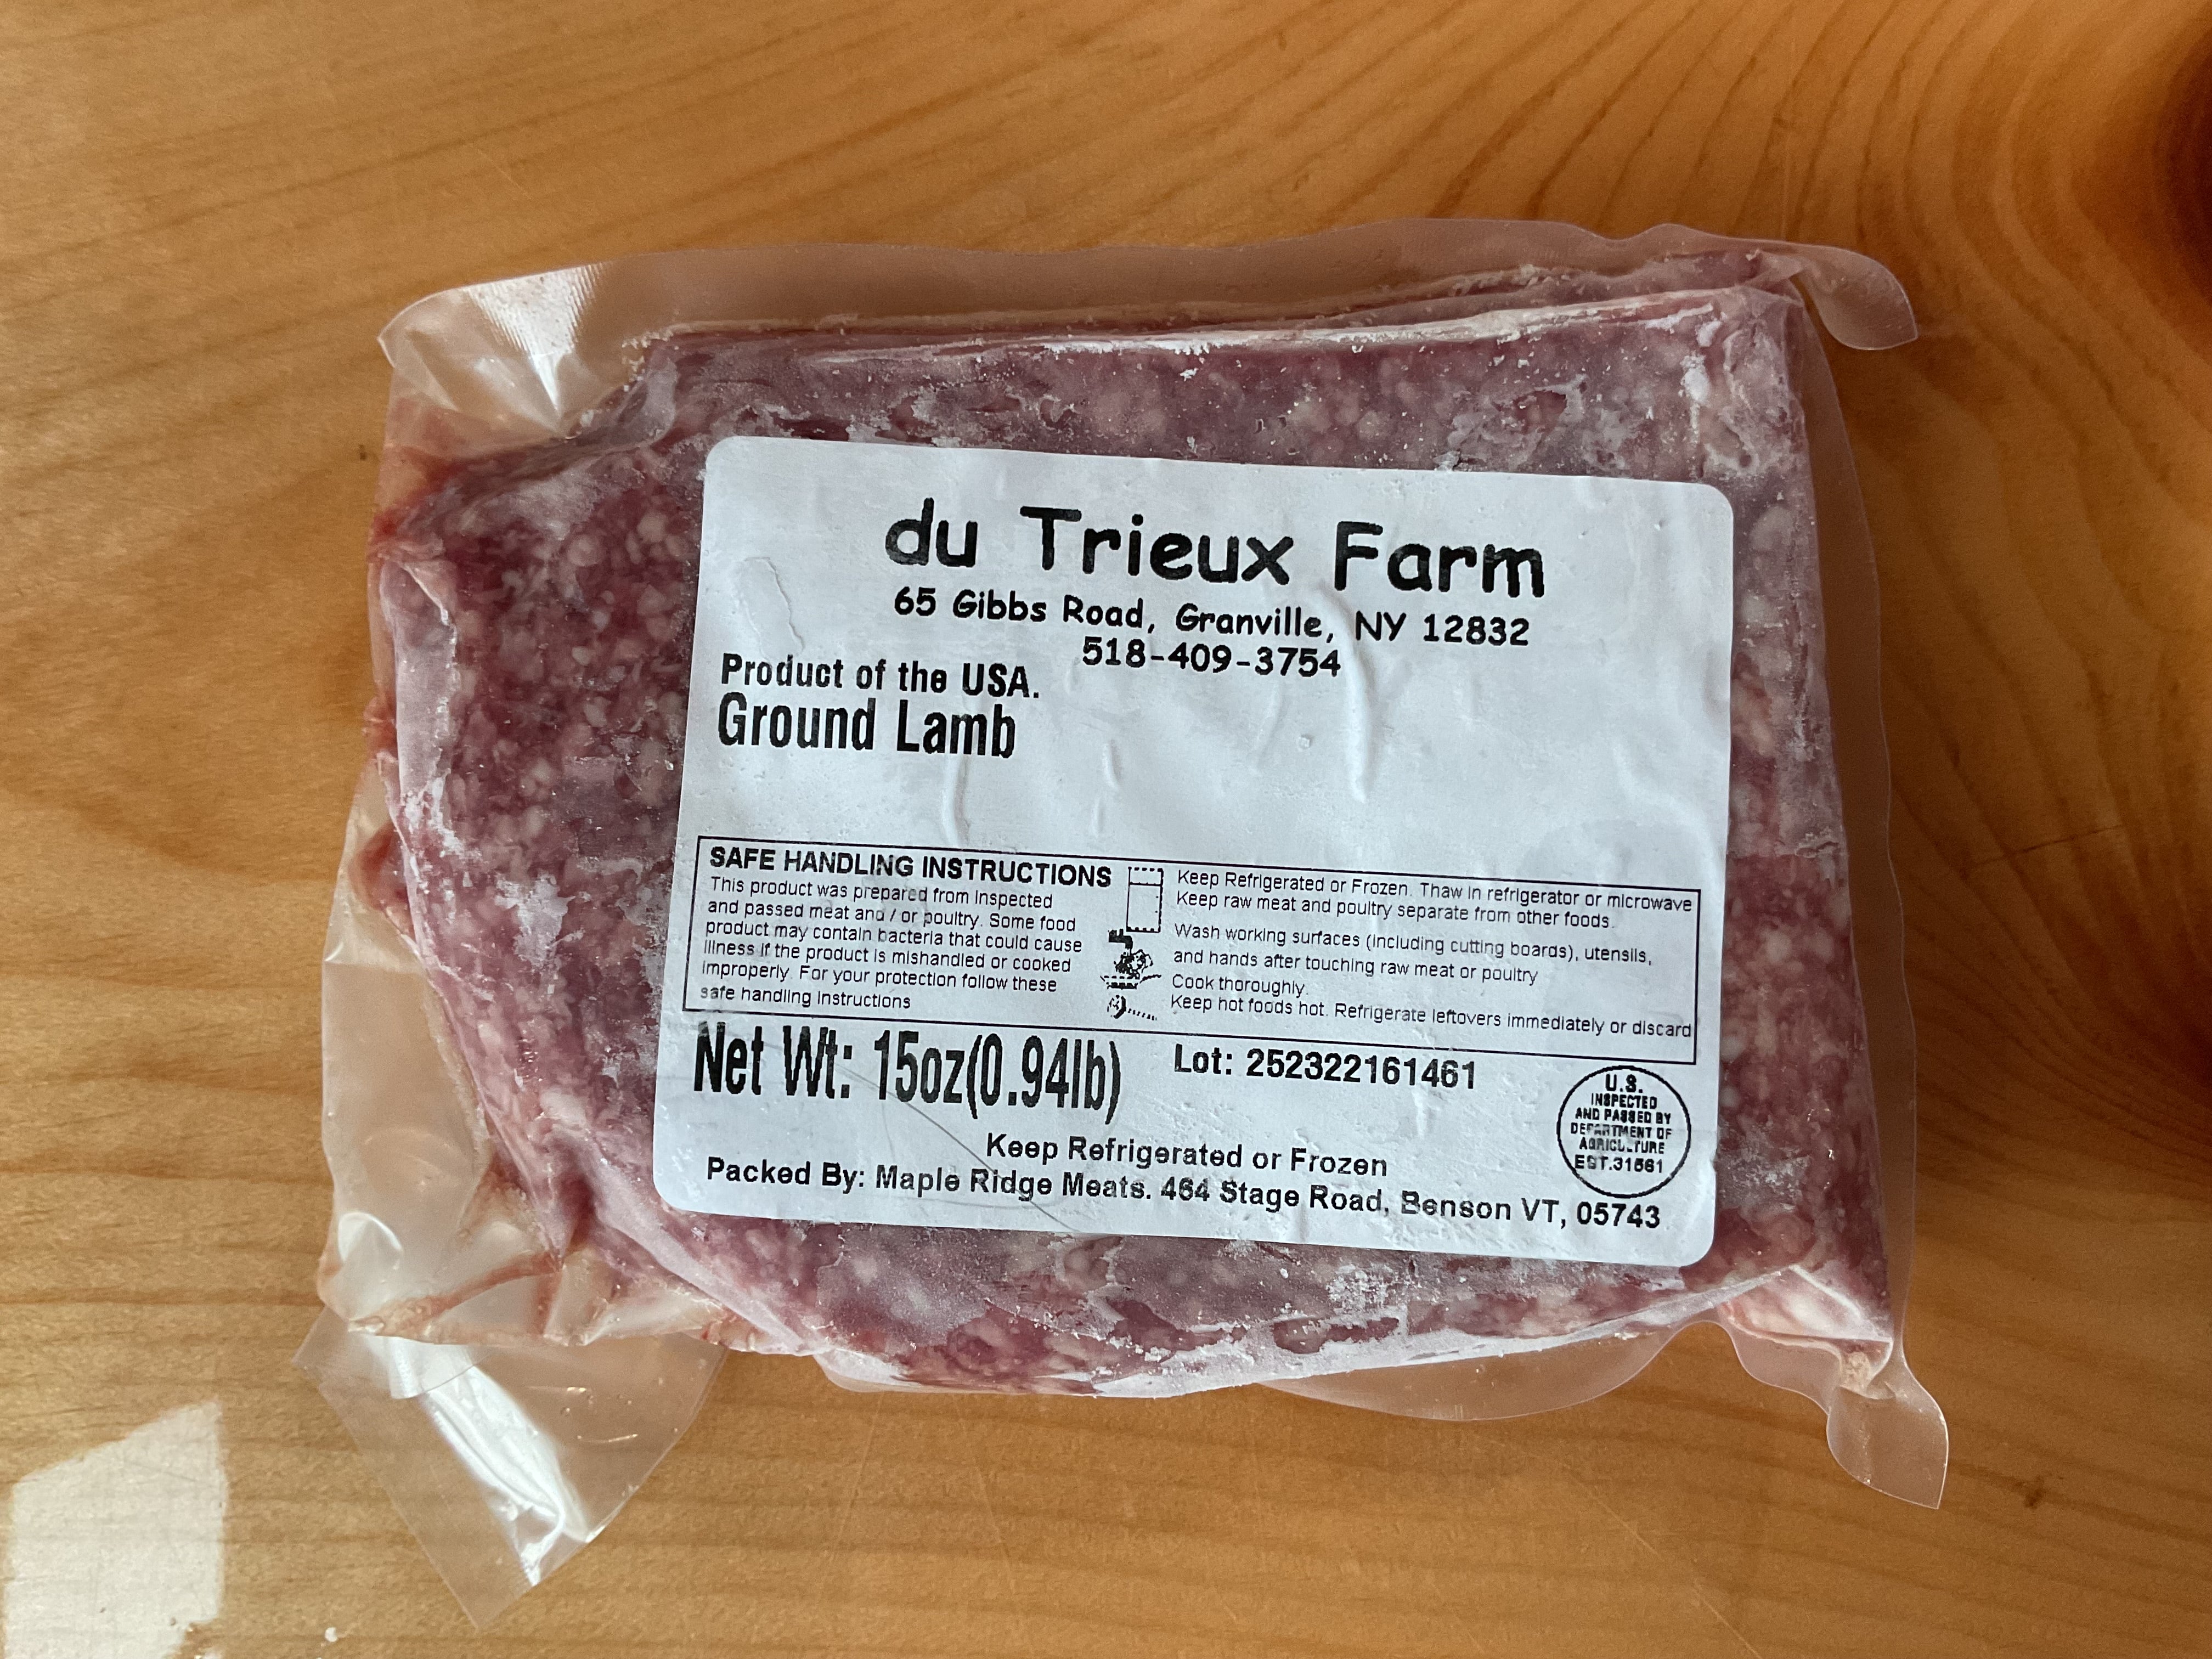 du Trieux Farm
65 Gibbs Road, Granville, NY 12832
518-409-3754
Product of the USA.
Ground Lamb
SAFE HANDLING INSTRUCTIONS
This product was prepared from inspected
and passed meat and / or poultry. Some food
product may contain bacteria that could cause
illness if the product is mishandled or cooked
improperly. For your protection follow these
safe handling instructions
Keep Refrigerated or Frozen. Thaw in refrigerator or microwave
Keep raw meat and poultry separate from other foods.
Wash working surfaces (including cutting boards), utensils,
and hands after touching raw meat or poultry
Cook thoroughly.
Keep hot foods hot. Refrigerate leftovers immediately or discard
Net Wt: 15oz(0.94lb)
Lot: 252322161461
U.S.
INSPECTED
AND PASSED BY
DEPARTMENT OF
AGRICULTURE
EST.31561
Keep Refrigerated or Frozen
Packed By: Maple Ridge Meats. 464 Stage Road, Benson VT, 05743